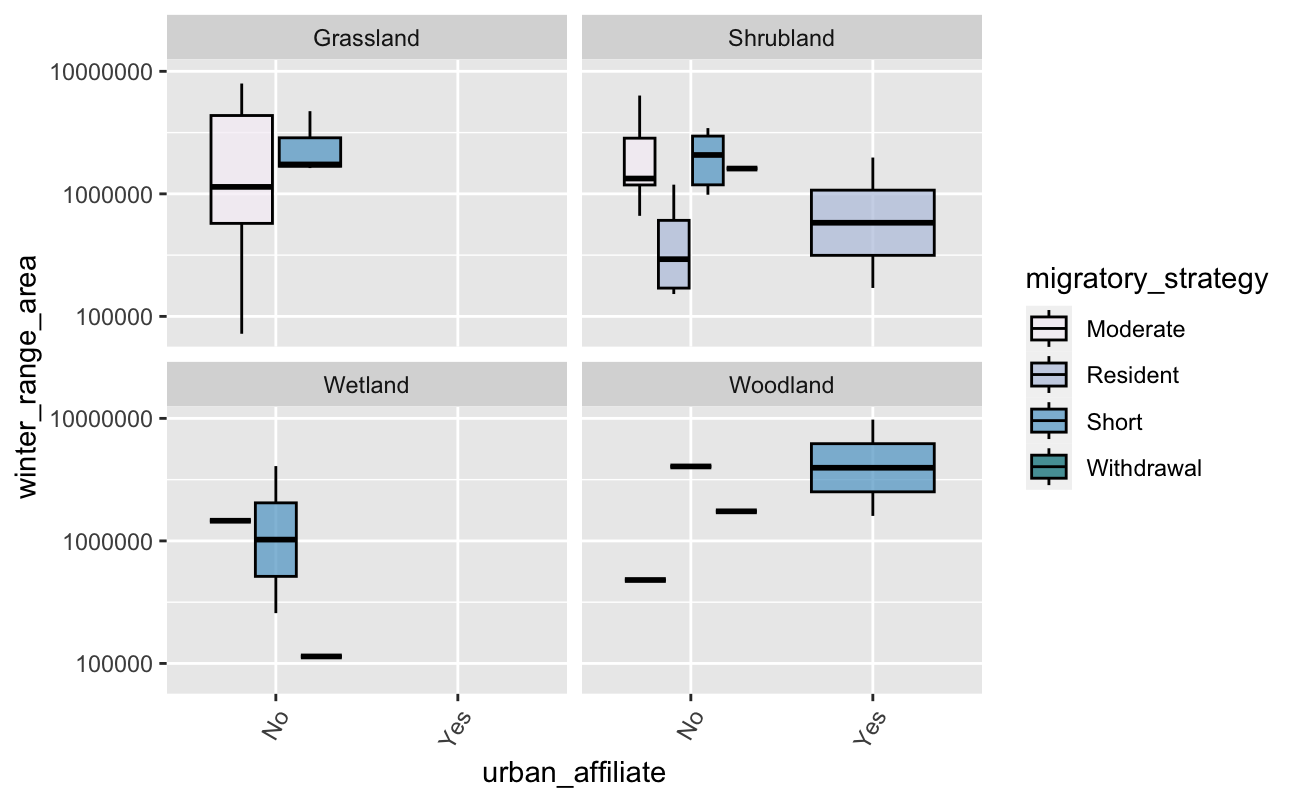 Grassland
Shrubland
10000000
1000000
100000
Wetland
Woodland
10000000
1000000
100000
No
Yes
No
Yes
urban_affiliate
winter_range_area
migratory_strategy
Moderate
Resident
Short
Withdrawal